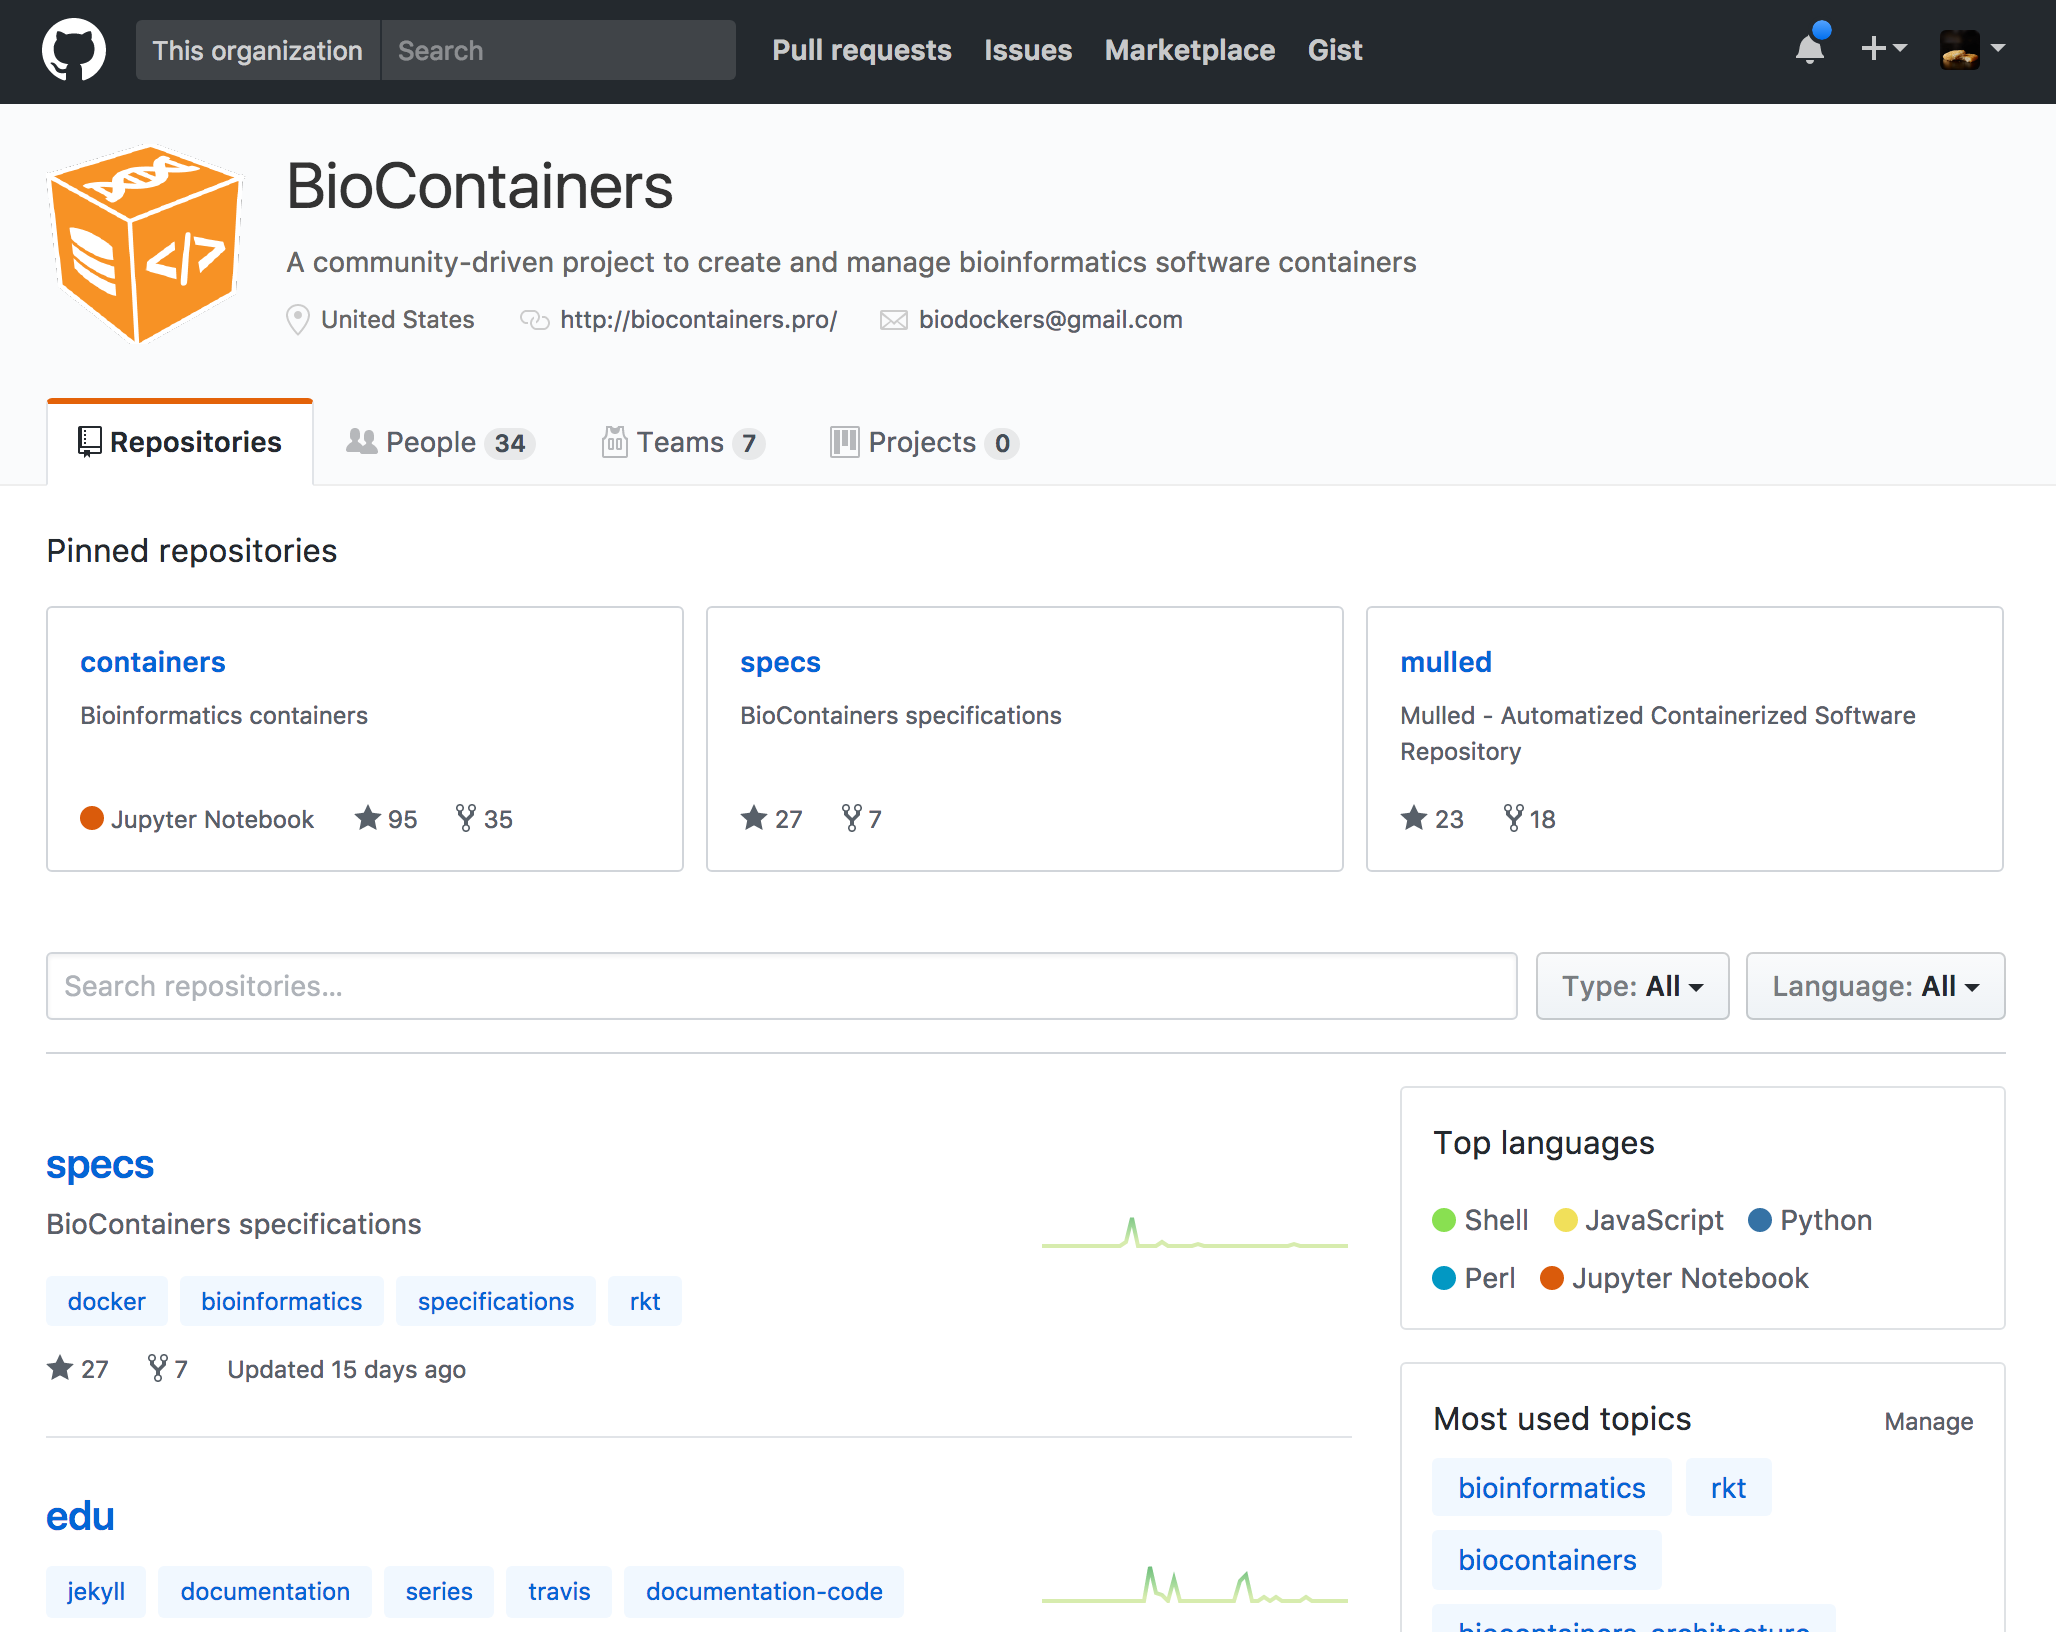 This organization Search Pull requests Issues Marketplace Gist
BioContainers
A community-driven project to create and manage bioinformatics software containers
United States http://biocontainers.pro/ biodockers@gmail.com
Repositories People 34 Teams 7 Projects 0
Pinned repositories
containers
Bioinformatics containers
Jupyter Notebook 95 35
specs
BioContainers specifications
27 7
mulled
Mulled - Automatized Containerized Software
Repository
23 18
Search repositories... Type: All Language: All
specs
BioContainers specifications
docker bioinformatics specifications rkt
27 7 Updated 15 days ago
edu
jekyll documentation series travis documentation-code
Top languages
Shell JavaScript Python
Perl Jupyter Notebook
Most used topics Manage
bioinformatics rkt
biocontainers
biocontainers-architecture